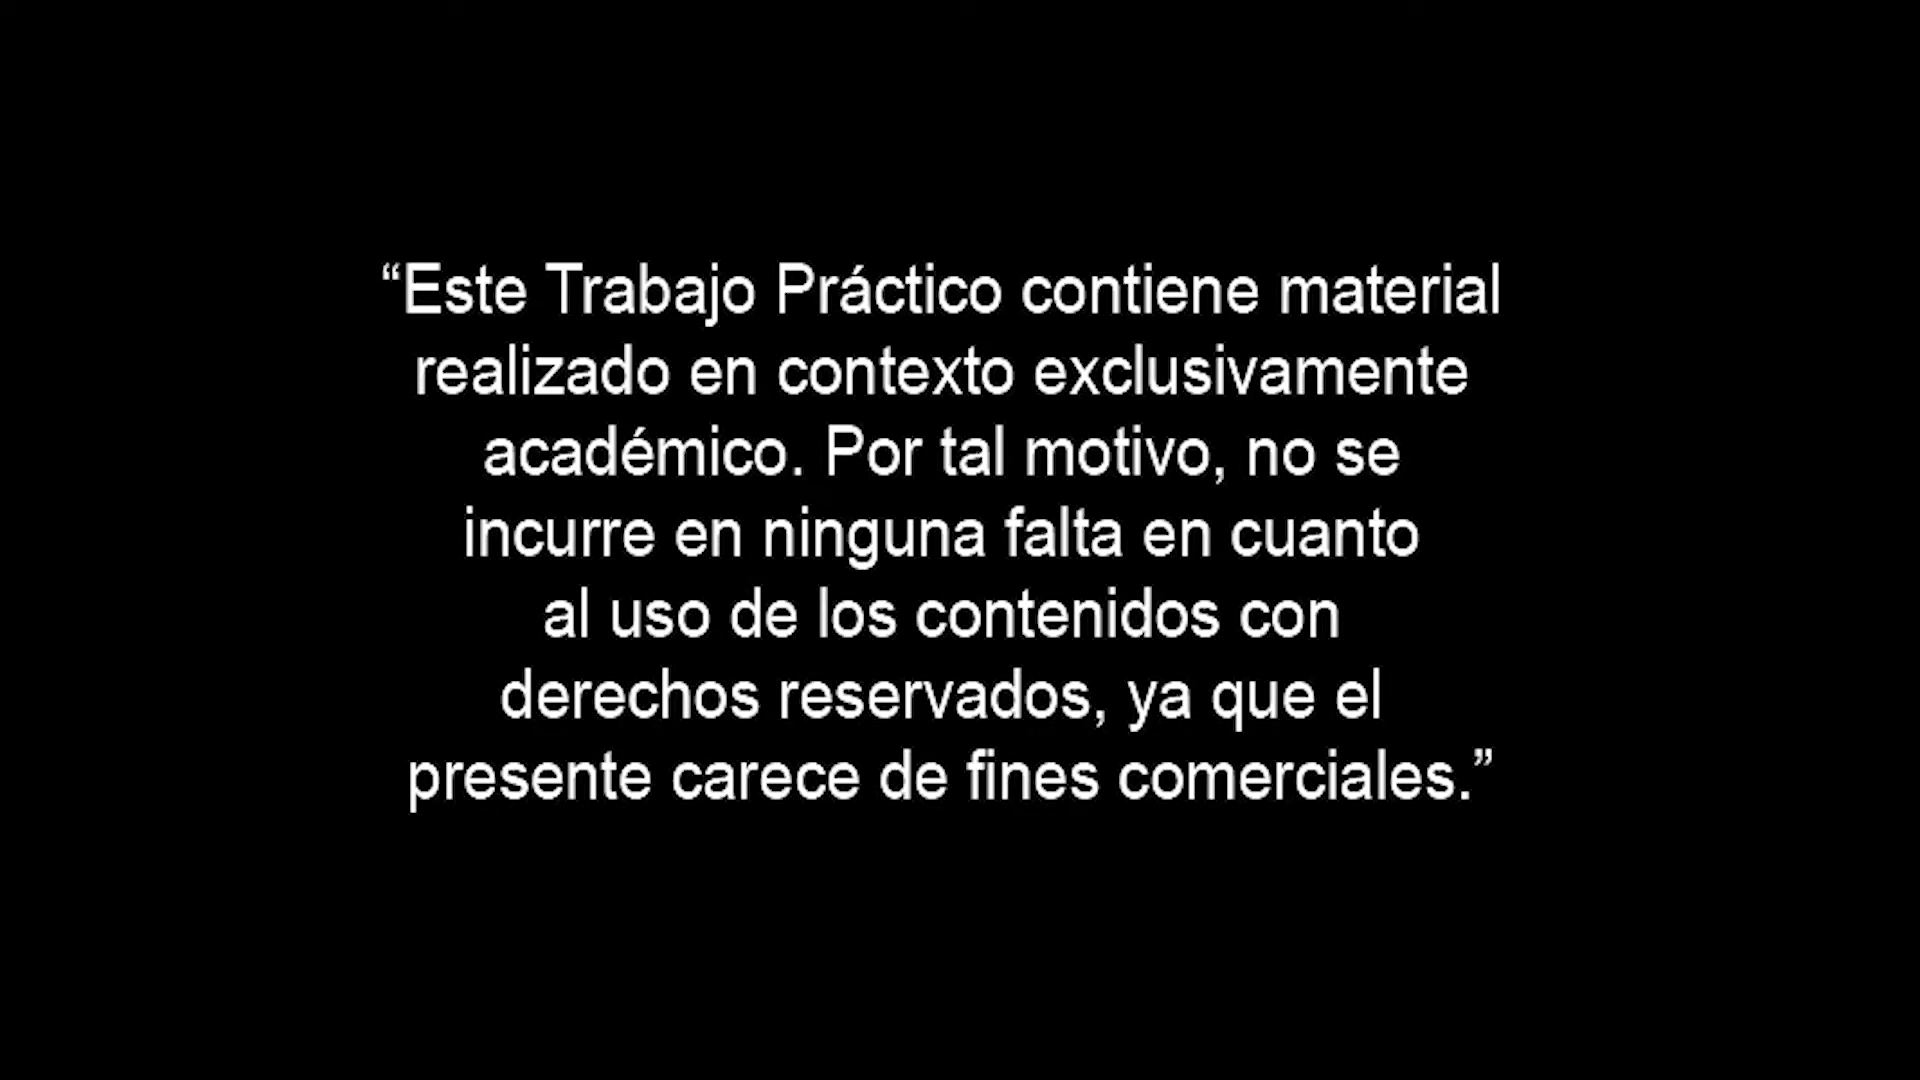 “Este Trabajo Práctico contiene material
realizado en contexto exclusivamente
académico. Por tal motivo, no se
incurre en ninguna falta en cuanto
al uso de los contenidos con
derechos reservados, ya que el
presente carece de fines comerciales.”